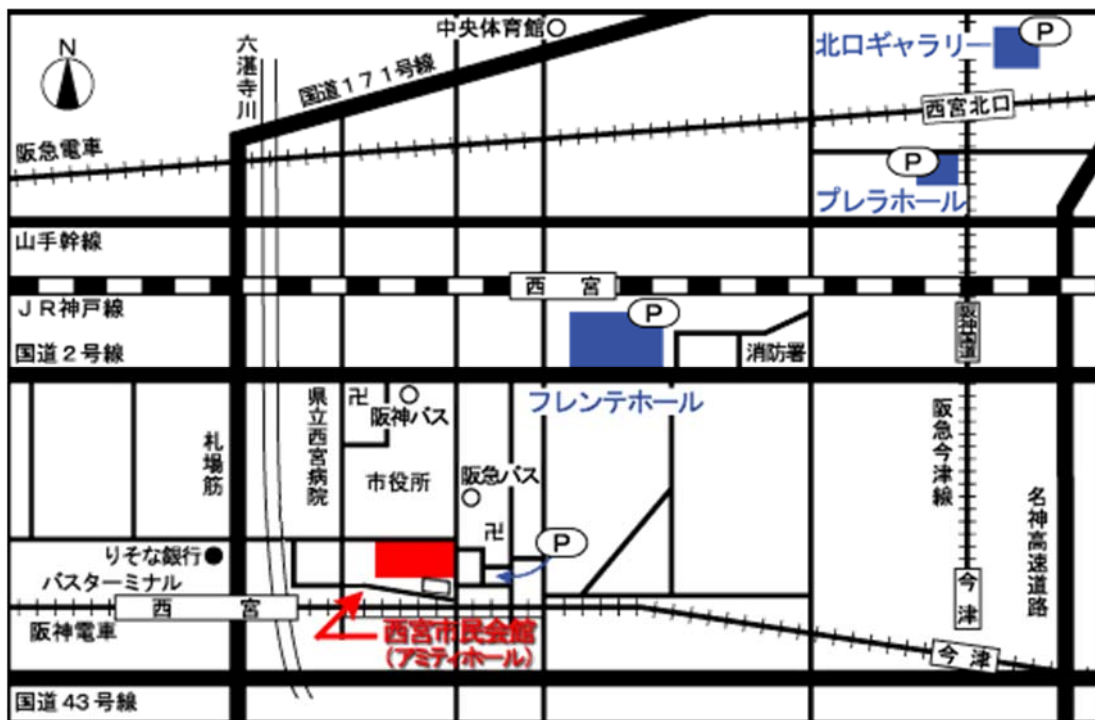 中央体育館
P
北口ギャラリー
N
六湛寺川
国道171号線
西宮北口
阪急電車
P
プレラホール
山手幹線
西宮
JR神戸線
P
阪神国道
国道2号線
消防署
フレンテホール
県立西宮病院
卍
阪神バス
阪急今津線
札場筋
市役所
阪急バス
名神高速道路
卍
りそな銀行
P
バスターミナル
西宮
今津
阪神電車
西宮市民会館
(アミティホール)
今津
国道43号線